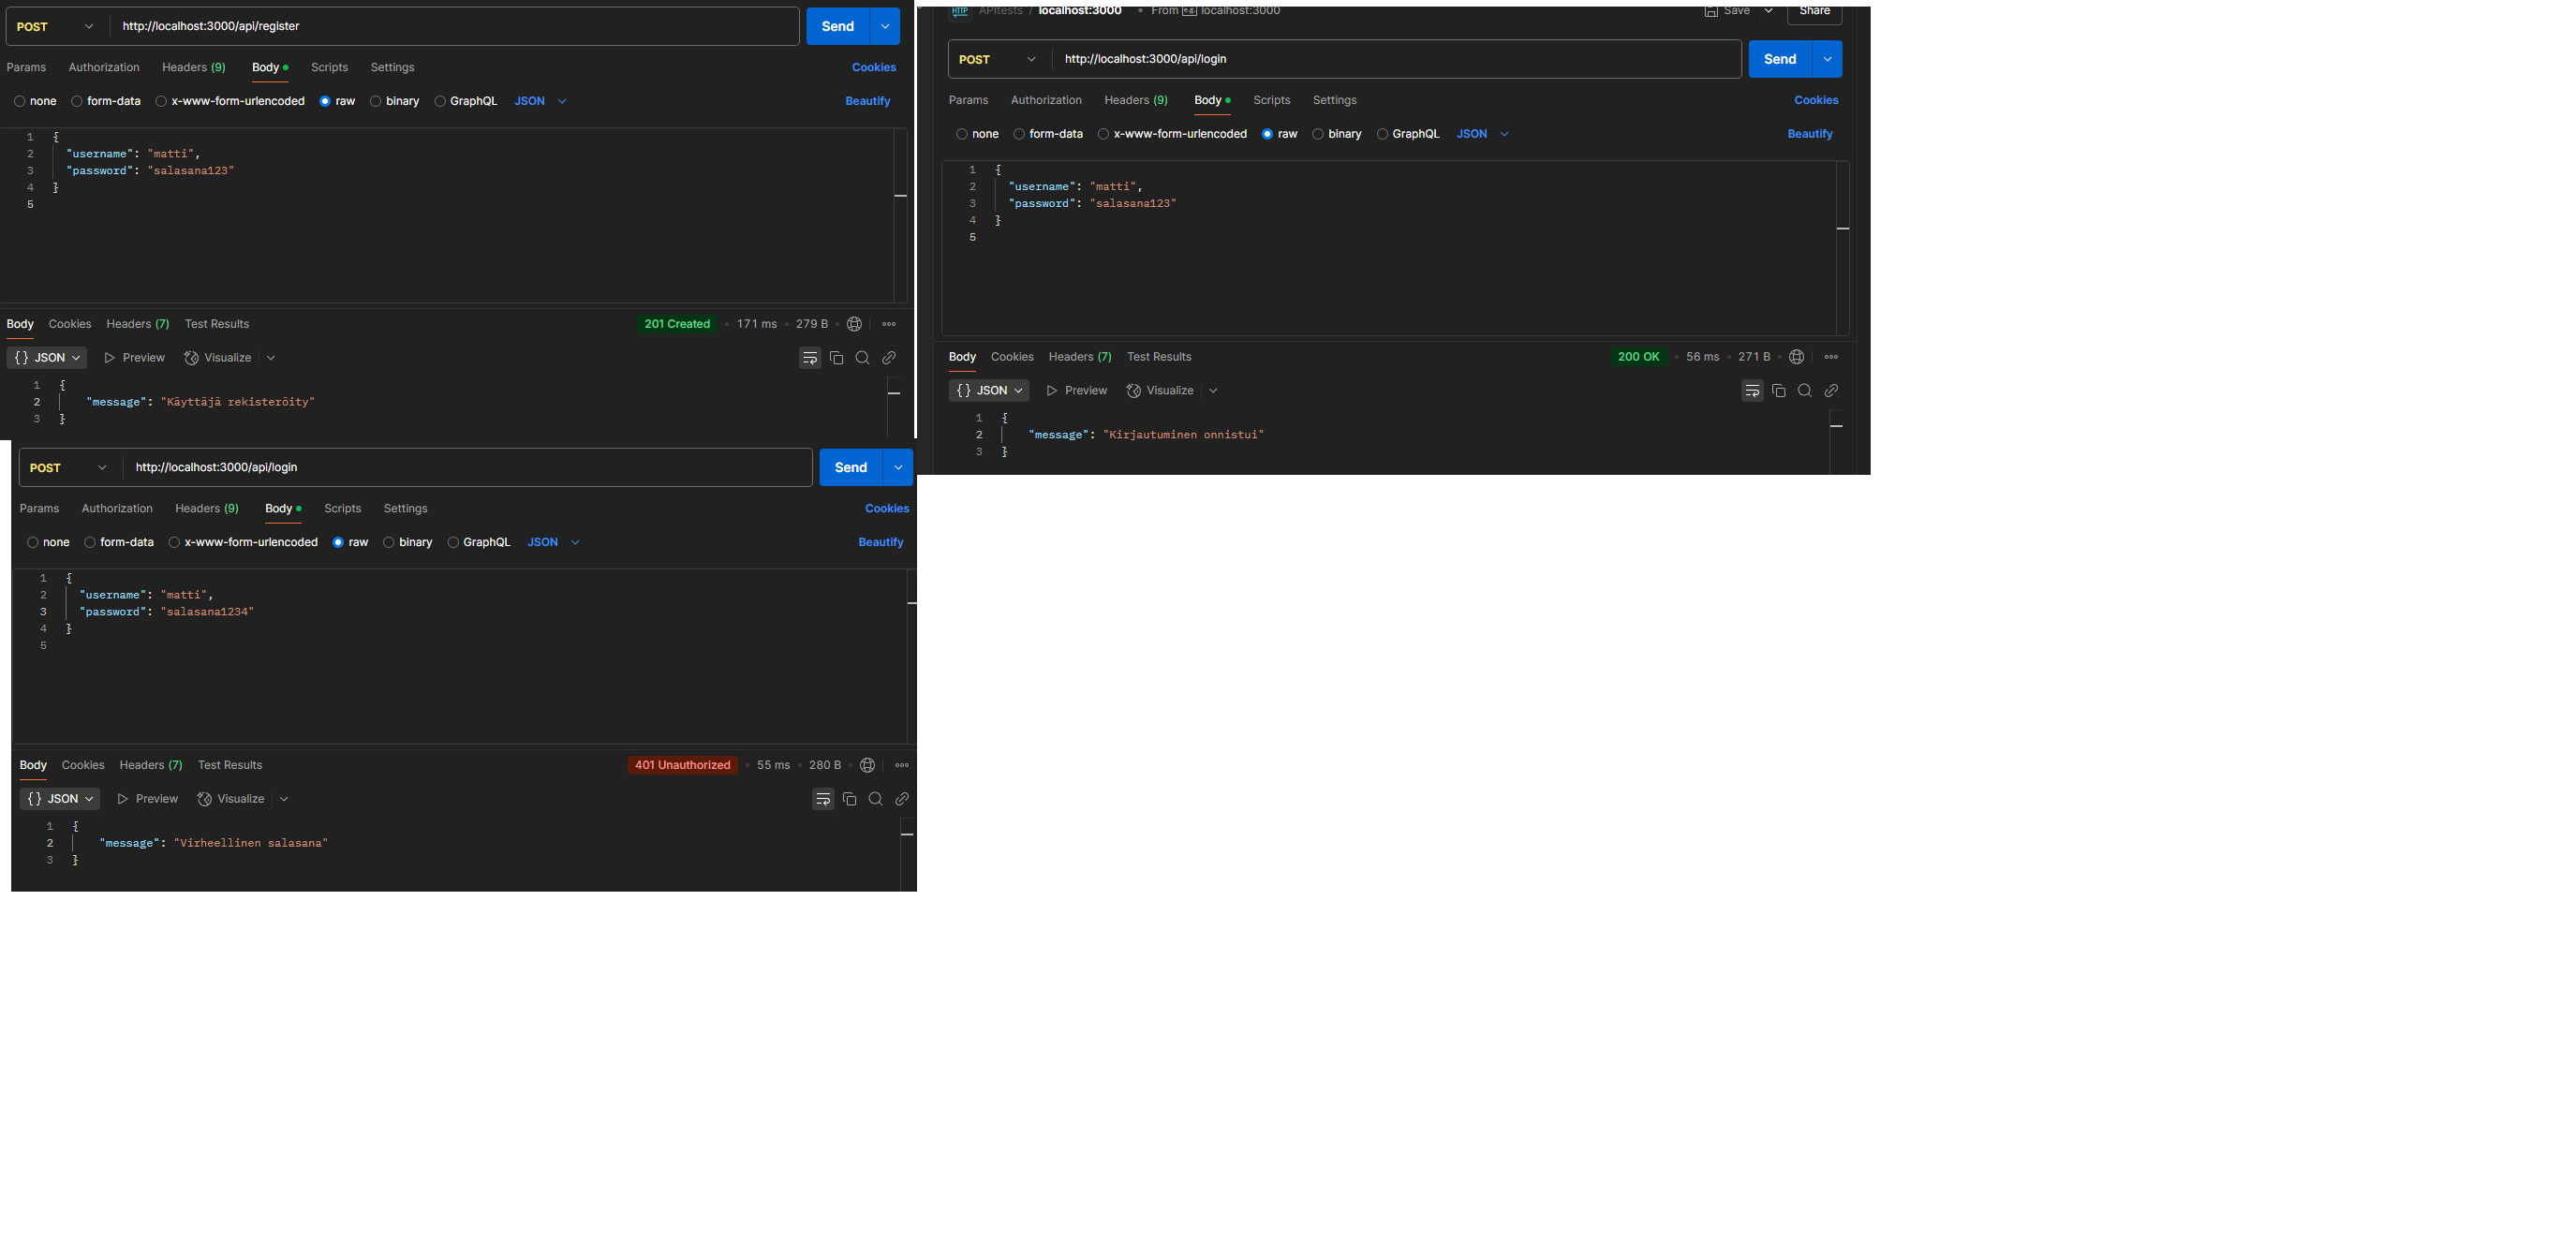 POST http://localhost:3000/api/register Send
Params Authorization Headers (9) Body Scripts Settings Cookies
none form-data x-www-form-urlencoded raw binary GraphQL JSON Beautify
1 {
2 "username": "matti",
3 "password": "salasana123"
4 }
5
Body Cookies Headers (7) Test Results 201 Created • 171 ms • 279 B •
{} JSON Preview Visualize
1 {
2 "message": "Käyttäjä rekisteröity"
3 }
HTTP APItests / localhost:3000 • From e.g. localhost:3000 Save Share
POST http://localhost:3000/api/login Send
Params Authorization Headers (9) Body Scripts Settings Cookies
none form-data x-www-form-urlencoded raw binary GraphQL JSON Beautify
1 {
2 "username": "matti",
3 "password": "salasana123"
4 }
5
Body Cookies Headers (7) Test Results 200 OK • 56 ms • 271 B •
{} JSON Preview Visualize
1 {
2 "message": "Kirjautuminen onnistui"
3 }
POST http://localhost:3000/api/login Send
Params Authorization Headers (9) Body Scripts Settings Cookies
none form-data x-www-form-urlencoded raw binary GraphQL JSON Beautify
1 {
2 "username": "matti",
3 "password": "salasana1234"
4 }
5
Body Cookies Headers (7) Test Results 401 Unauthorized • 55 ms • 280 B •
{} JSON Preview Visualize
1 {
2 "message": "Virheellinen salasana"
3 }